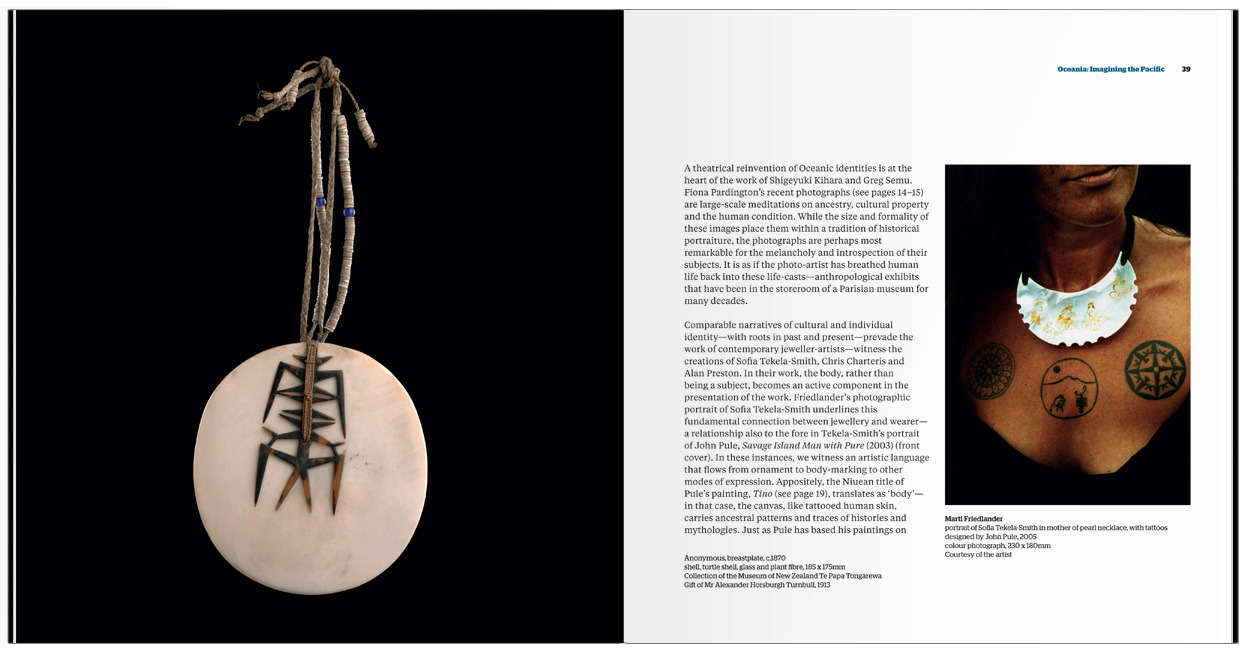 Oceania: Imagining the Pacific 39
A theatrical reinvention of Oceanic identities is at the
heart of the work of Shigeyuki Kihara and Greg Semu.
Fiona Pardington's recent photographs (see pages 14–15)
are large-scale meditations on ancestry, cultural property
and the human condition. While the size and formality of
these images place them within a tradition of historical
portraiture, the photographs are perhaps most
remarkable for the melancholy and introspection of their
subjects. It is as if the photo-artist has breathed human
life back into these life-casts—anthropological exhibits
that have been in the storeroom of a Parisian museum for
many decades.
Comparable narratives of cultural and individual
identity—with roots in past and present—prevade the
work of contemporary jeweller-artists—witness the
creations of Sofia Tekela-Smith, Chris Charteris and
Alan Preston. In their work, the body, rather than
being a subject, becomes an active component in the
presentation of the work. Friedlander's photographic
portrait of Sofia Tekela-Smith underlines this
fundamental connection between jewellery and wearer—
a relationship also to the fore in Tekela-Smith's portrait
of John Pule, Savage Island Man with Pure (2003) (front
cover). In these instances, we witness an artistic language
that flows from ornament to body-marking to other
modes of expression. Appositely, the Niuean title of
Pule's painting, Tino (see page 19), translates as 'body'—
in that case, the canvas, like tattooed human skin,
carries ancestral patterns and traces of histories and
mythologies. Just as Pule has based his paintings on
Anonymous, breastplate, c.1870
shell, turtle shell, glass and plant fibre, 185 x 175mm
Collection of the Museum of New Zealand Te Papa Tongarewa
Gift of Mr Alexander Horsburgh Turnbull, 1913
Marti Friedlander
portrait of Sofia Tekela-Smith in mother of pearl necklace, with tattoos
designed by John Pule, 2005
colour photograph, 230 x 180mm
Courtesy of the artist